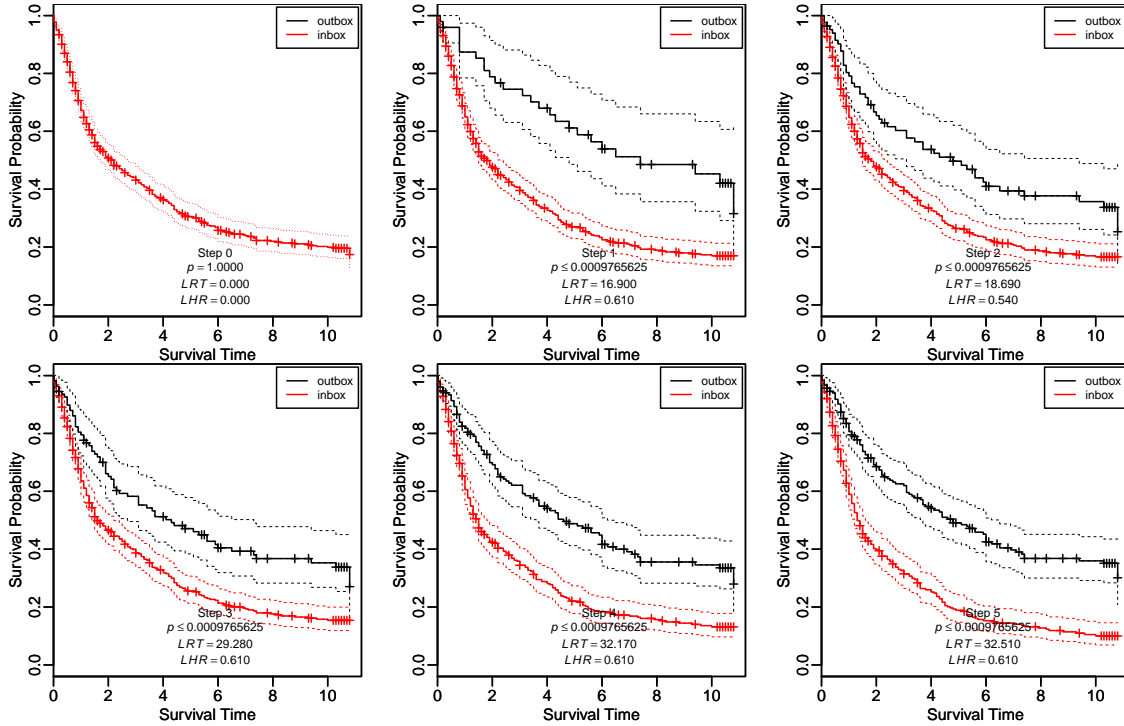 outbox
inbox
Survival Probability
0.0 0.2 0.4 0.6 0.8 1.0
Step 0
p = 1.0000
LRT = 0.000
LHR = 0.000
0 2 4 6 8 10
Survival Time
outbox
inbox
Survival Probability
0.0 0.2 0.4 0.6 0.8 1.0
Step 1
p ≤ 0.0009765625
LRT = 16.900
LHR = 0.610
0 2 4 6 8 10
Survival Time
outbox
inbox
Survival Probability
0.0 0.2 0.4 0.6 0.8 1.0
Step 2
p ≤ 0.0009765625
LRT = 18.690
LHR = 0.540
0 2 4 6 8 10
Survival Time
outbox
inbox
Survival Probability
0.0 0.2 0.4 0.6 0.8 1.0
Step 3
p ≤ 0.0009765625
LRT = 29.280
LHR = 0.610
0 2 4 6 8 10
Survival Time
outbox
inbox
Survival Probability
0.0 0.2 0.4 0.6 0.8 1.0
Step 4
p ≤ 0.0009765625
LRT = 32.170
LHR = 0.610
0 2 4 6 8 10
Survival Time
outbox
inbox
Survival Probability
0.0 0.2 0.4 0.6 0.8 1.0
Step 5
p ≤ 0.0009765625
LRT = 32.510
LHR = 0.610
0 2 4 6 8 10
Survival Time